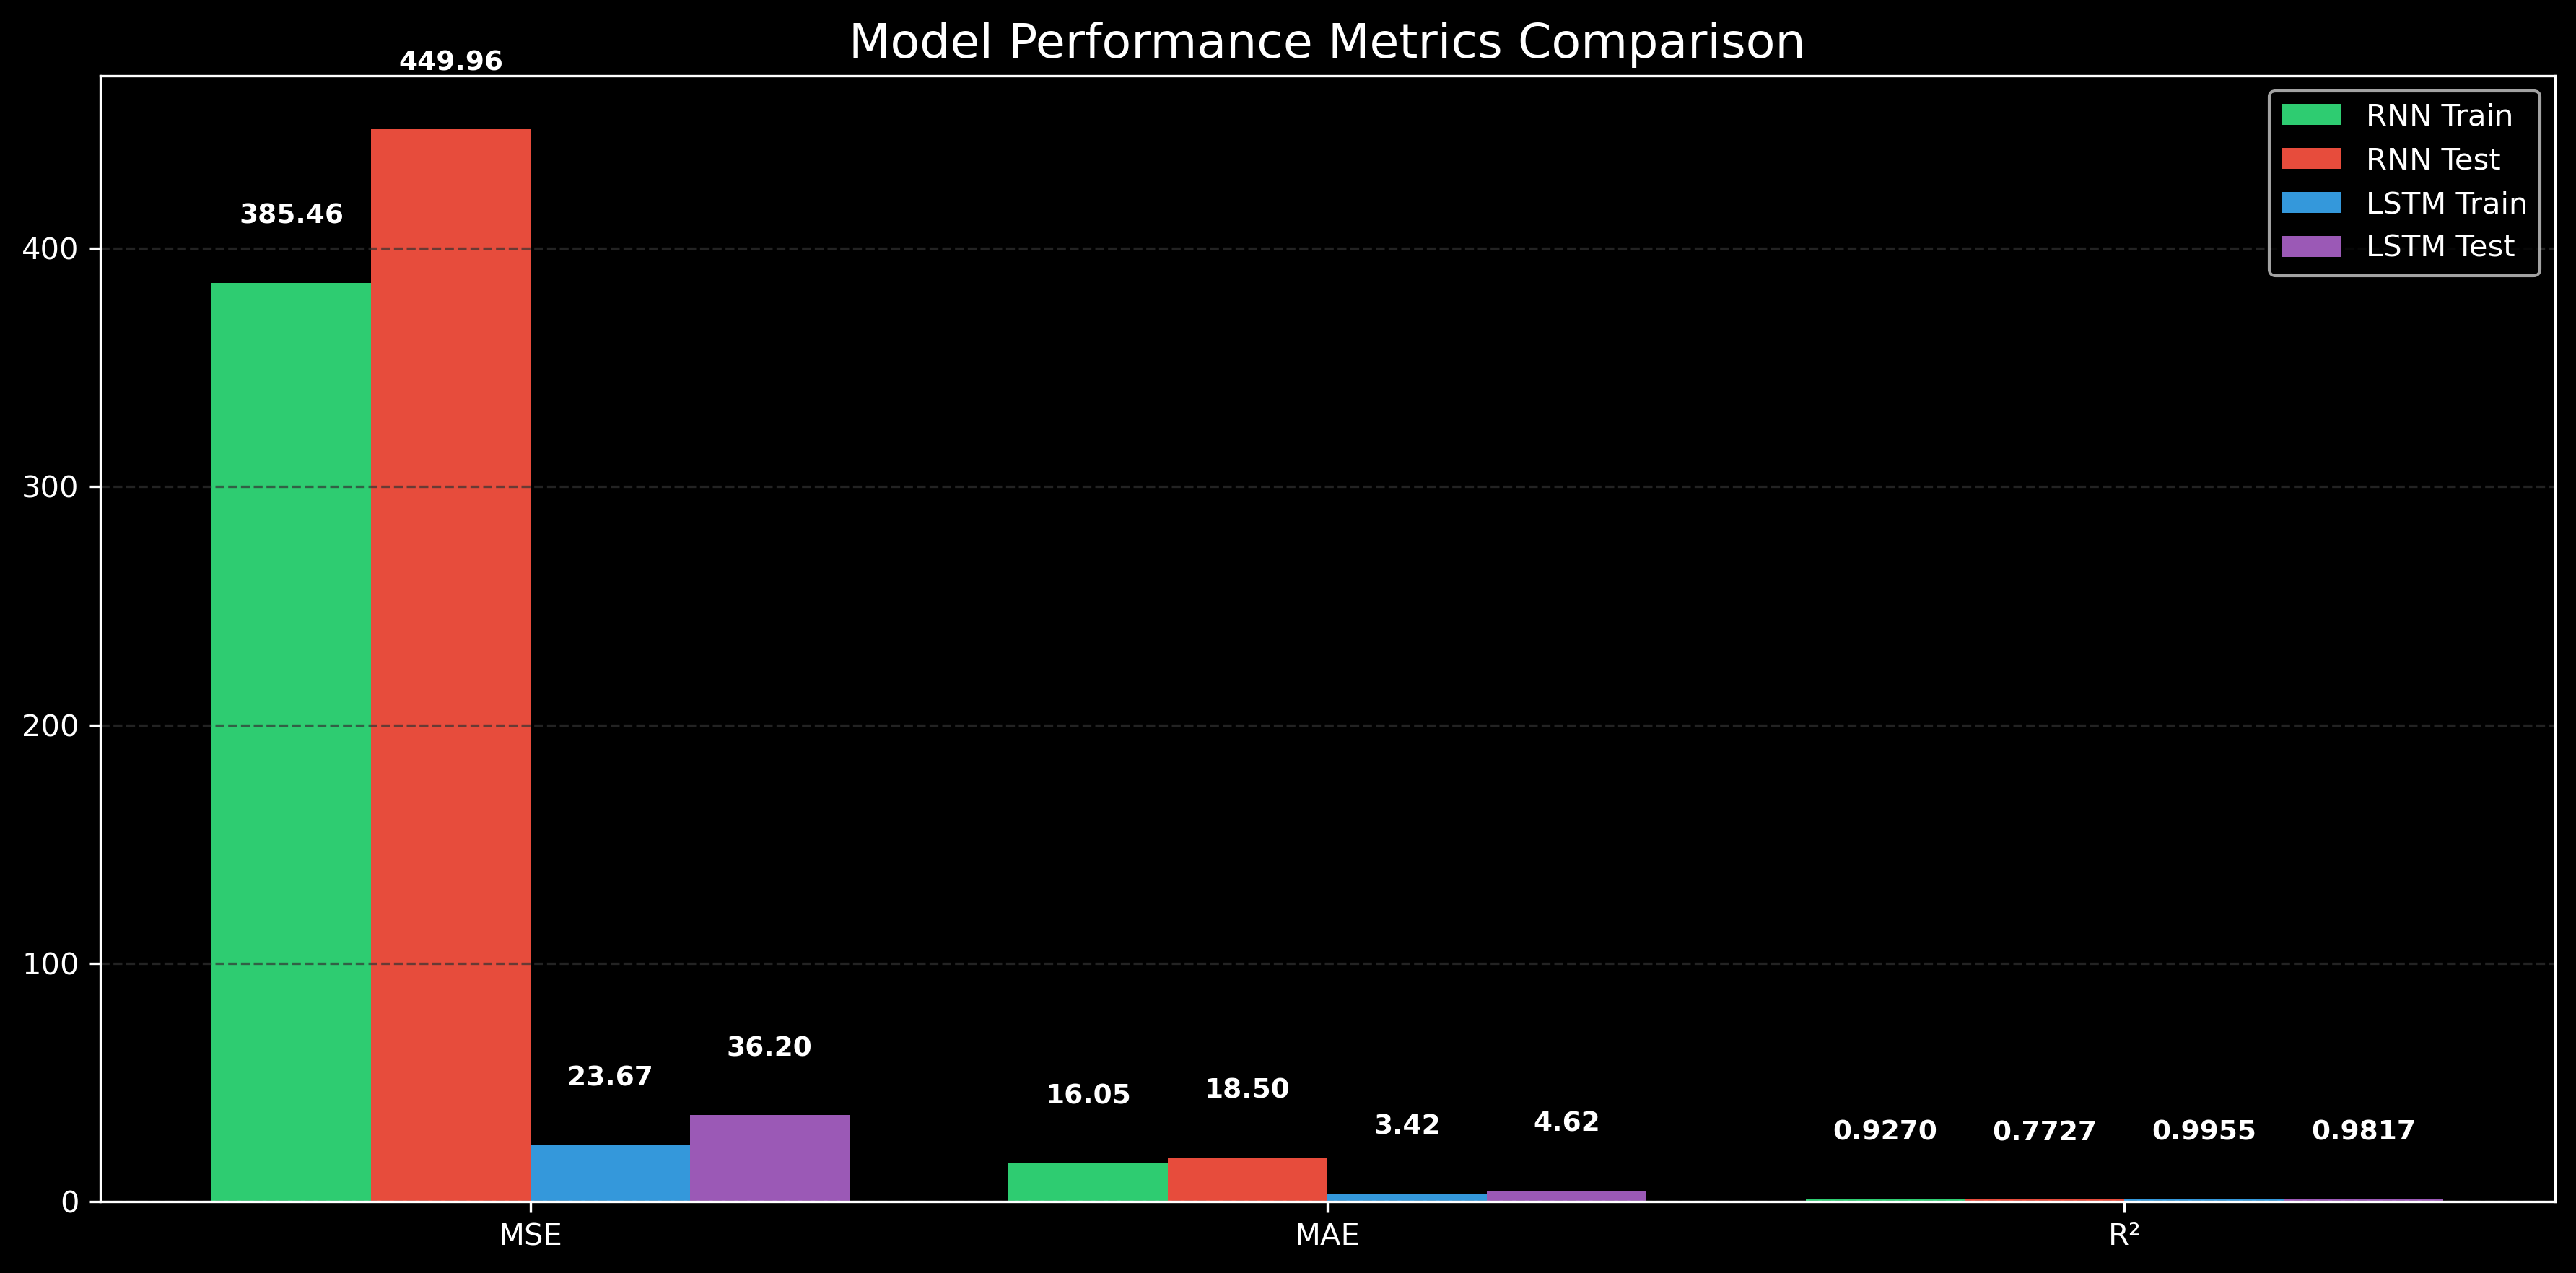 Model Performance Metrics Comparison
449.96
385.46
RNN Train
RNN Test
LSTM Train
LSTM Test
400
300
200
100
0
23.67
36.20
16.05
18.50
3.42
4.62
0.9270
0.7727
0.9955
0.9817
MSE
MAE
R²